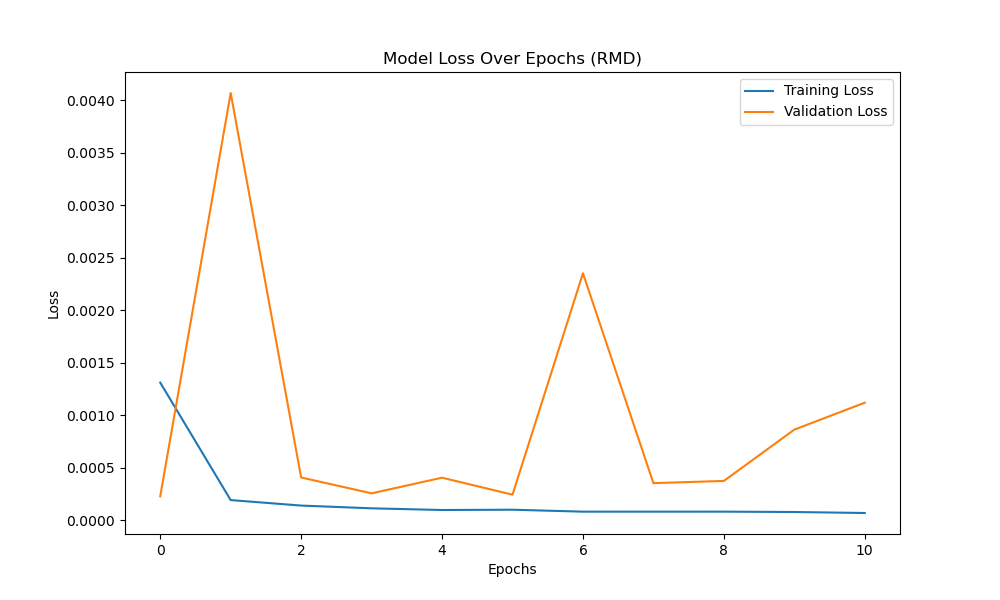 Model Loss Over Epochs (RMD)
Training Loss
Validation Loss
0.0040
0.0035
0.0030
0.0025
0.0020
0.0015
0.0010
0.0005
0.0000
Loss
0 2 4 6 8 10
Epochs